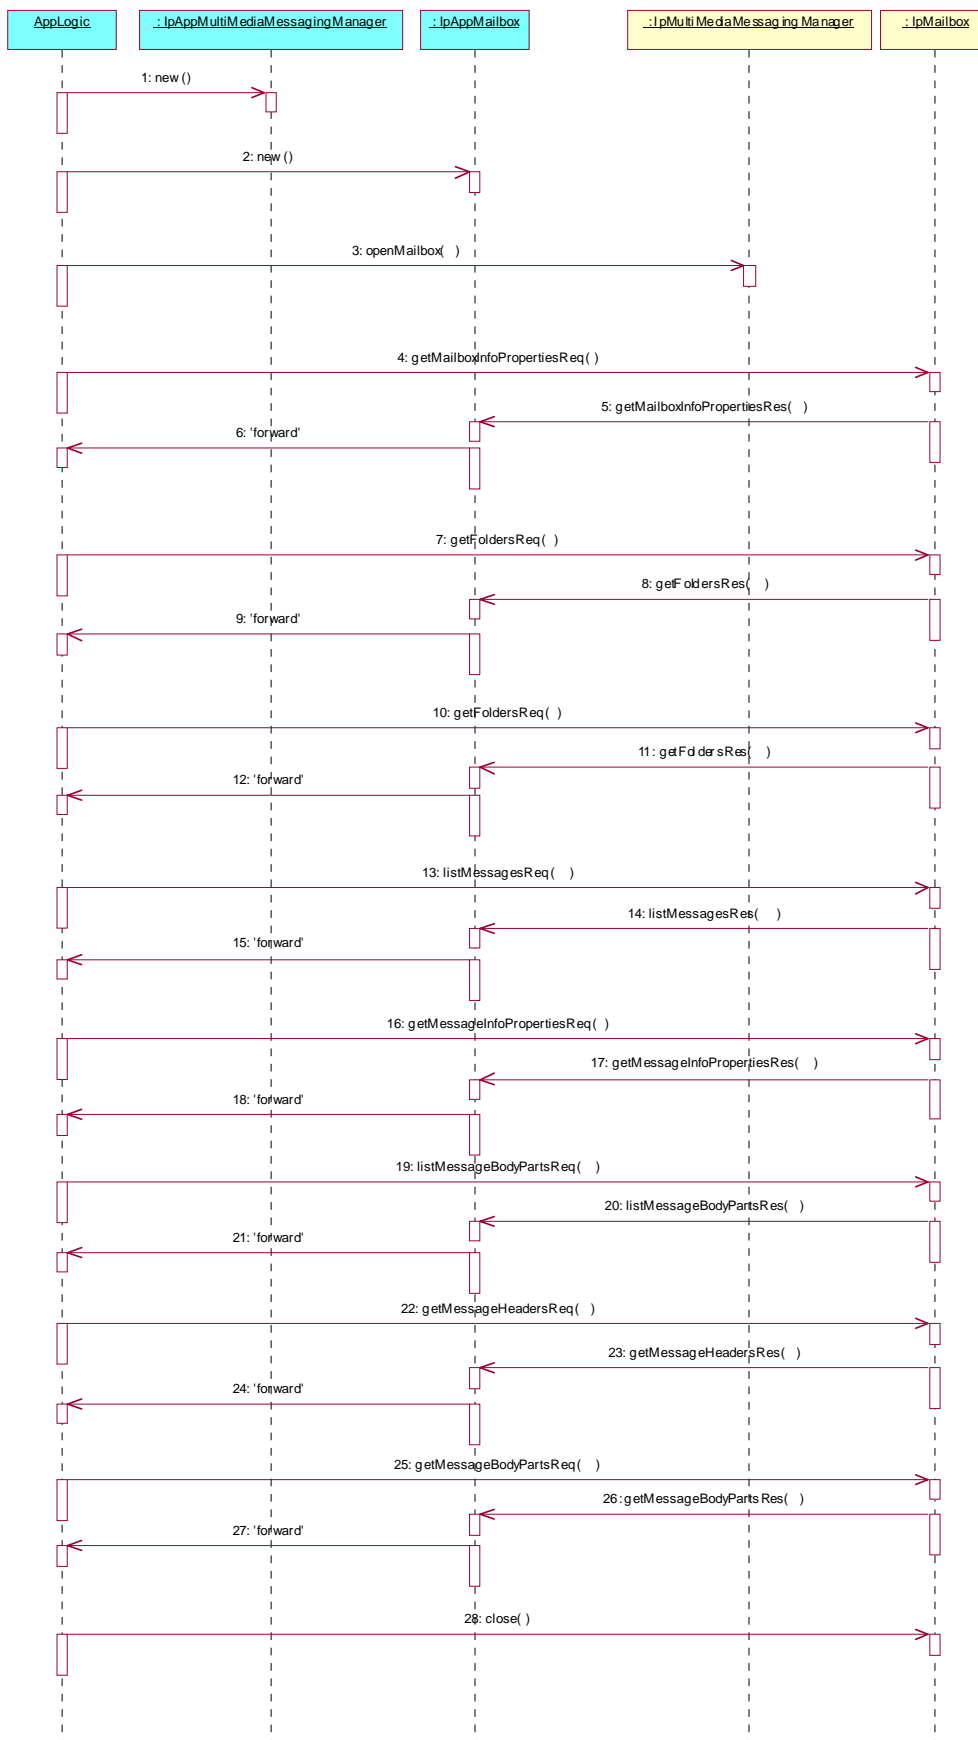 AppLogic
: IpAppMultiMediaMessagingManager
: IpAppMailbox
: IpMultiMediaMessagingManager
: IpMailbox
1: new()
2: new()
3: openMailbox( )
4: getMailboxInfoPropertiesReq( )
5: getMailboxInfoPropertiesRes( )
6: 'forward'
7: getFoldersReq( )
8: getFoldersRes( )
9: 'forward'
10: getFoldersReq( )
11: getFoldersRes( )
12: 'forward'
13: listMessagesReq( )
14: listMessagesRes( )
15: 'forward'
16: getMessageInfoPropertiesReq( )
17: getMessageInfoPropertiesRes( )
18: 'forward'
19: listMessageBodyPartsReq( )
20: listMessageBodyPartsRes( )
21: 'forward'
22: getMessageHeadersReq( )
23: getMessageHeadersRes( )
24: 'forward'
25: getMessageBodyPartsReq( )
26: getMessageBodyPartsRes( )
27: 'forward'
28: close( )